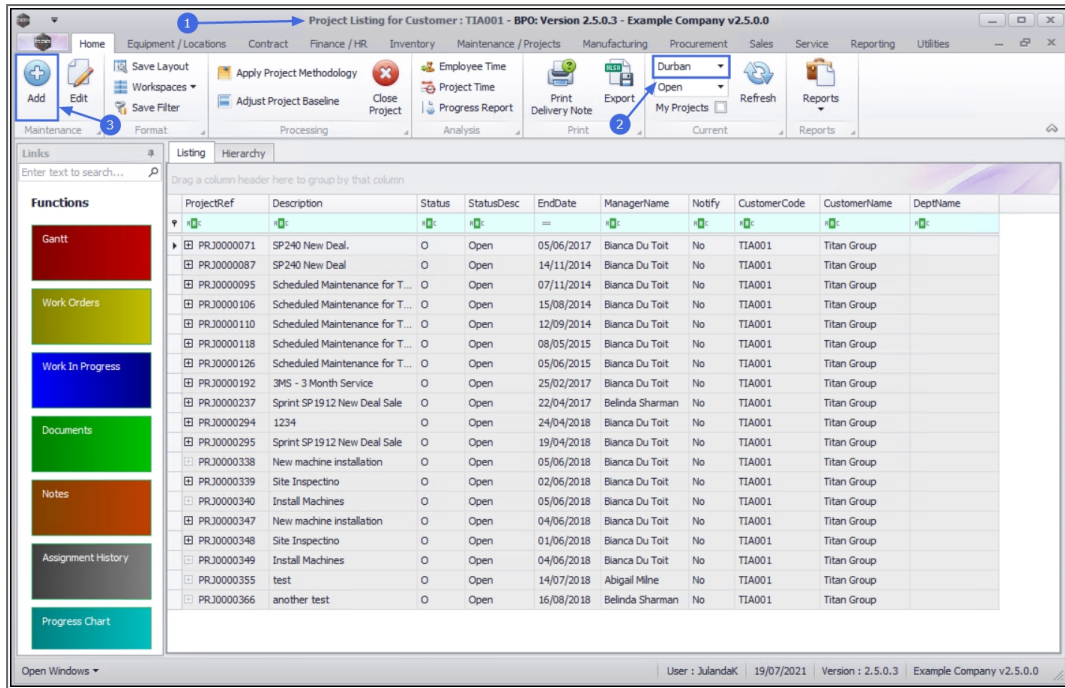 1
Project Listing for Customer : TIA001 - BPO: Version 2.5.0.3 - Example Company v2.5.0.0
Home Equipment / Locations Contract Finance / HR Inventory Maintenance / Projects Manufacturing Procurement Sales Service Reporting Utilities
Add
Edit
Save Layout
Workspaces
Save Filter
Apply Project Methodology
Adjust Project Baseline
Close Project
Employee Time
Project Time
Progress Report
Print Delivery Note
XLSX
Export
Durban
Open
My Projects
Refresh
Reports
3
2
Maintenance Format Processing Analysis Print Current Reports
Links
Enter text to search...
Functions
Gantt
Work Orders
Work In Progress
Documents
Notes
Assignment History
Progress Chart
Listing Hierarchy
Drag a column header here to group by that column
ProjectRef Description Status StatusDesc EndDate ManagerName Notify CustomerCode CustomerName DeptName
PRJ0000071 SP240 New Deal. O Open 05/06/2017 Bianca Du Toit No TIA001 Titan Group
PRJ0000087 SP240 New Deal O Open 14/11/2014 Bianca Du Toit No TIA001 Titan Group
PRJ0000095 Scheduled Maintenance for T... O Open 07/11/2014 Bianca Du Toit No TIA001 Titan Group
PRJ0000106 Scheduled Maintenance for T... O Open 15/08/2014 Bianca Du Toit No TIA001 Titan Group
PRJ0000110 Scheduled Maintenance for T... O Open 12/09/2014 Bianca Du Toit No TIA001 Titan Group
PRJ0000118 Scheduled Maintenance for T... O Open 08/05/2015 Bianca Du Toit No TIA001 Titan Group
PRJ0000126 Scheduled Maintenance for T... O Open 05/06/2015 Bianca Du Toit No TIA001 Titan Group
PRJ0000192 3MS - 3 Month Service O Open 25/02/2017 Bianca Du Toit No TIA001 Titan Group
PRJ0000237 Sprint SP1912 New Deal Sale O Open 22/04/2017 Belinda Sharman No TIA001 Titan Group
PRJ0000294 1234 O Open 24/04/2018 Bianca Du Toit No TIA001 Titan Group
PRJ0000295 Sprint SP1912 New Deal Sale O Open 19/04/2018 Bianca Du Toit No TIA001 Titan Group
PRJ0000338 New machine installation O Open 05/06/2018 Bianca Du Toit No TIA001 Titan Group
PRJ0000339 Site Inspectino O Open 02/06/2018 Bianca Du Toit No TIA001 Titan Group
PRJ0000340 Install Machines O Open 05/06/2018 Bianca Du Toit No TIA001 Titan Group
PRJ0000347 New machine installation O Open 04/06/2018 Bianca Du Toit No TIA001 Titan Group
PRJ0000348 Site Inspectino O Open 01/06/2018 Bianca Du Toit No TIA001 Titan Group
PRJ0000349 Install Machines O Open 04/06/2018 Bianca Du Toit No TIA001 Titan Group
PRJ0000355 test O Open 14/07/2018 Abigail Milne No TIA001 Titan Group
PRJ0000366 another test O Open 16/08/2018 Belinda Sharman No TIA001 Titan Group
Open Windows User : JulandaK 19/07/2021 Version : 2.5.0.3 Example Company v2.5.0.0